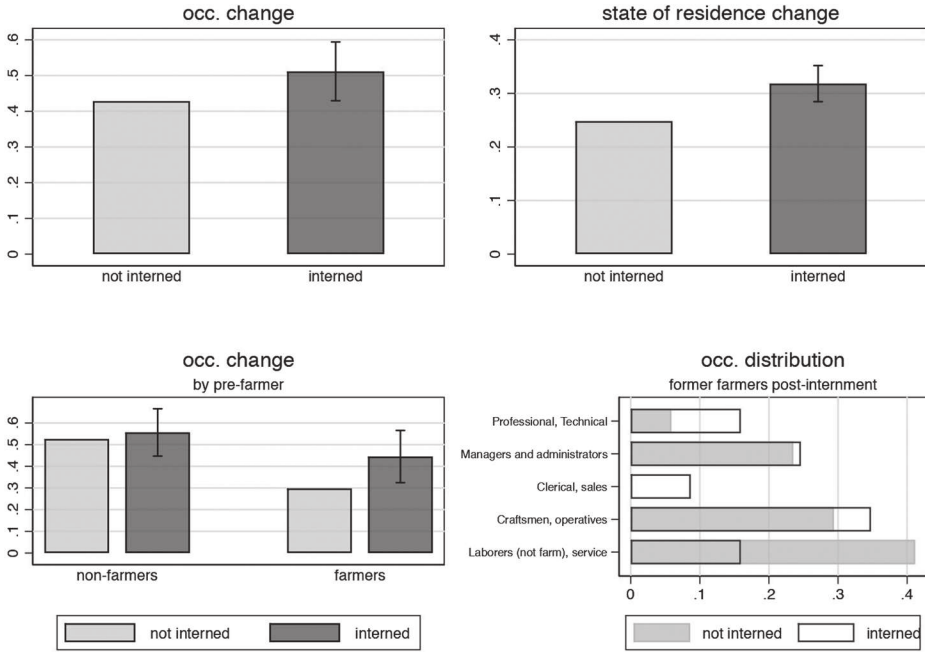 occ. change
.6
.5
.4
.3
.2
.1
0
not interned
interned
state of residence change
.4
.3
.2
.1
0
not interned
interned
occ. change
by pre-farmer
.6
.5
.4
.3
.2
.1
0
non-farmers
farmers
not interned
interned
occ. distribution
former farmers post-internment
Professional, Technical
Managers and administrators
Clerical, sales
Craftsmen, operatives
Laborers (not farm), service
0 .1 .2 .3 .4
not interned
interned